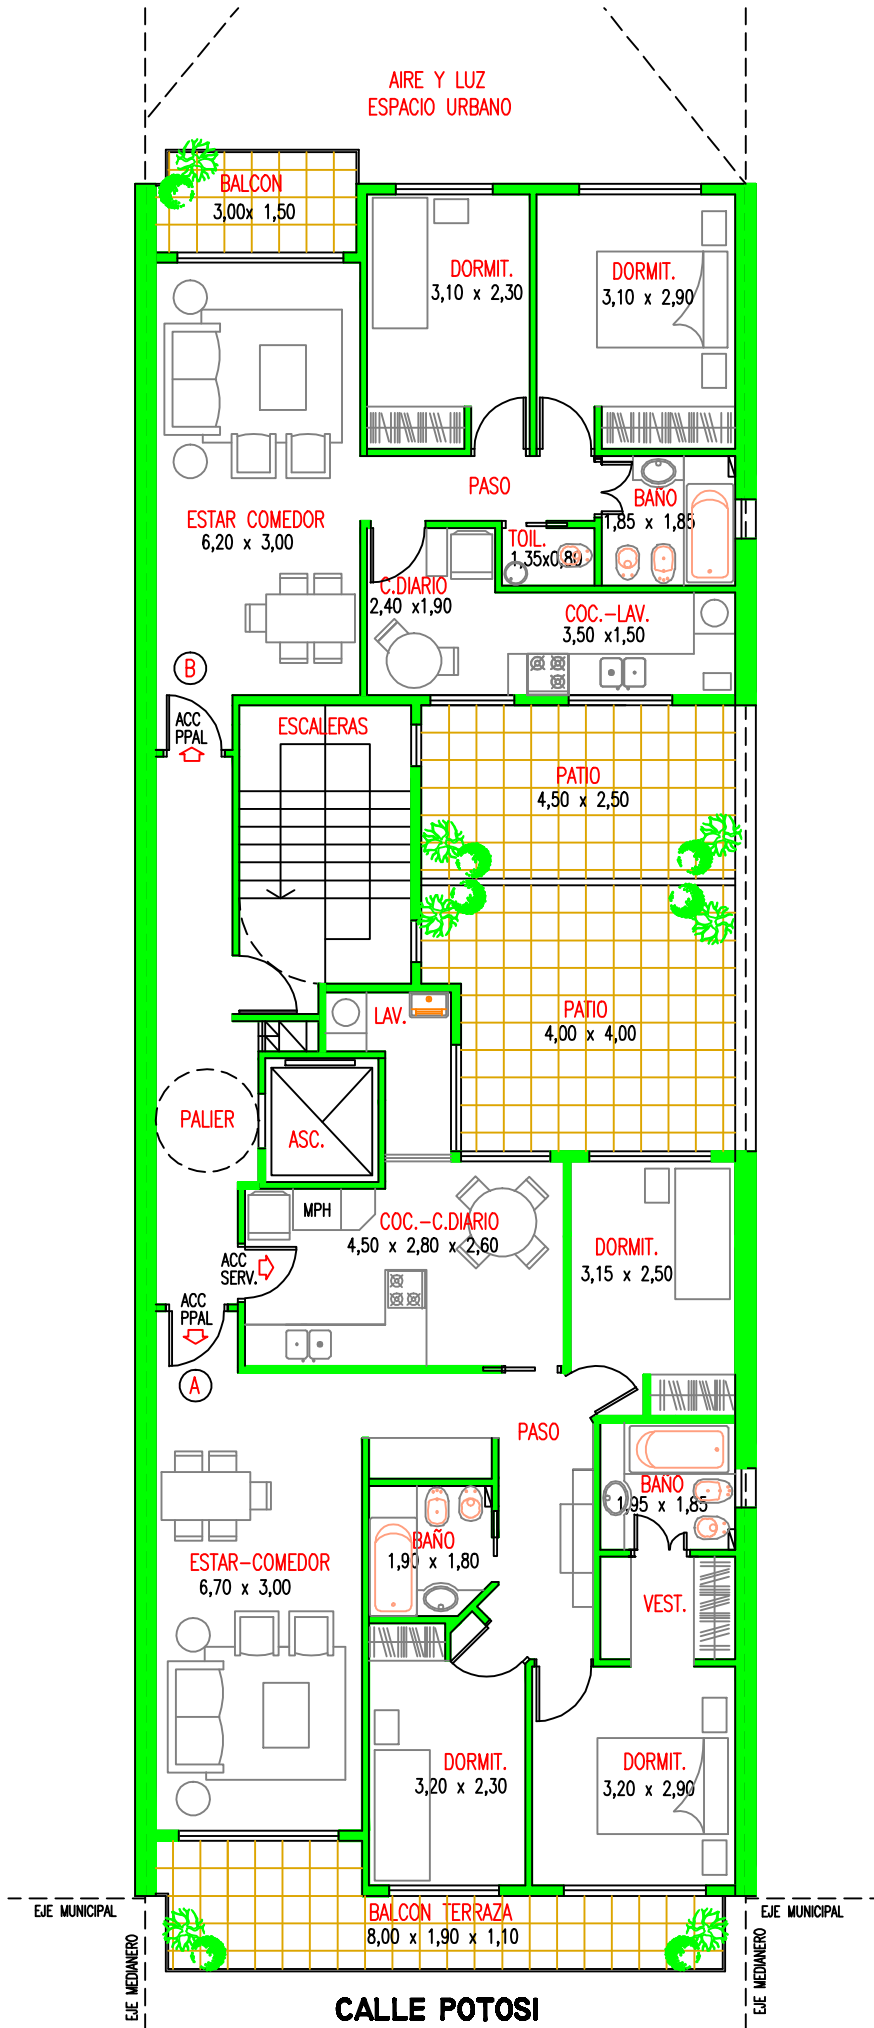 AIRE Y LUZ
ESPACIO URBANO
BALCON
3,00x 1,50
DORMIT.
3,10 x 2,30
DORMIT.
3,10 x 2,90
PASO
BAÑO
1,85 x 1,85
ESTAR COMEDOR
6,20 x 3,00
TOIL.
1,35x0,80
C.DIARIO
2,40 x1,90
COC.-LAV.
3,50 x1,50
B
ACC
PPAL
ESCALERAS
PATIO
4,50 x 2,50
LAV.
PATIO
4,00 x 4,00
PALIER
ASC.
MPH
COC.-C.DIARIO
4,50 x 2,80 x 2,60
DORMIT.
3,15 x 2,50
ACC
SERV.
ACC
PPAL
A
PASO
BAÑO
1,95 x 1,85
BAÑO
1,90 x 1,80
ESTAR-COMEDOR
6,70 x 3,00
VEST.
DORMIT.
3,20 x 2,30
DORMIT.
3,20 x 2,90
EJE MUNICIPAL
BALCON TERRAZA
8,00 x 1,90 x 1,10
EJE MUNICIPAL
EJE MEDIANERO
EJE MEDIANERO
CALLE POTOSI